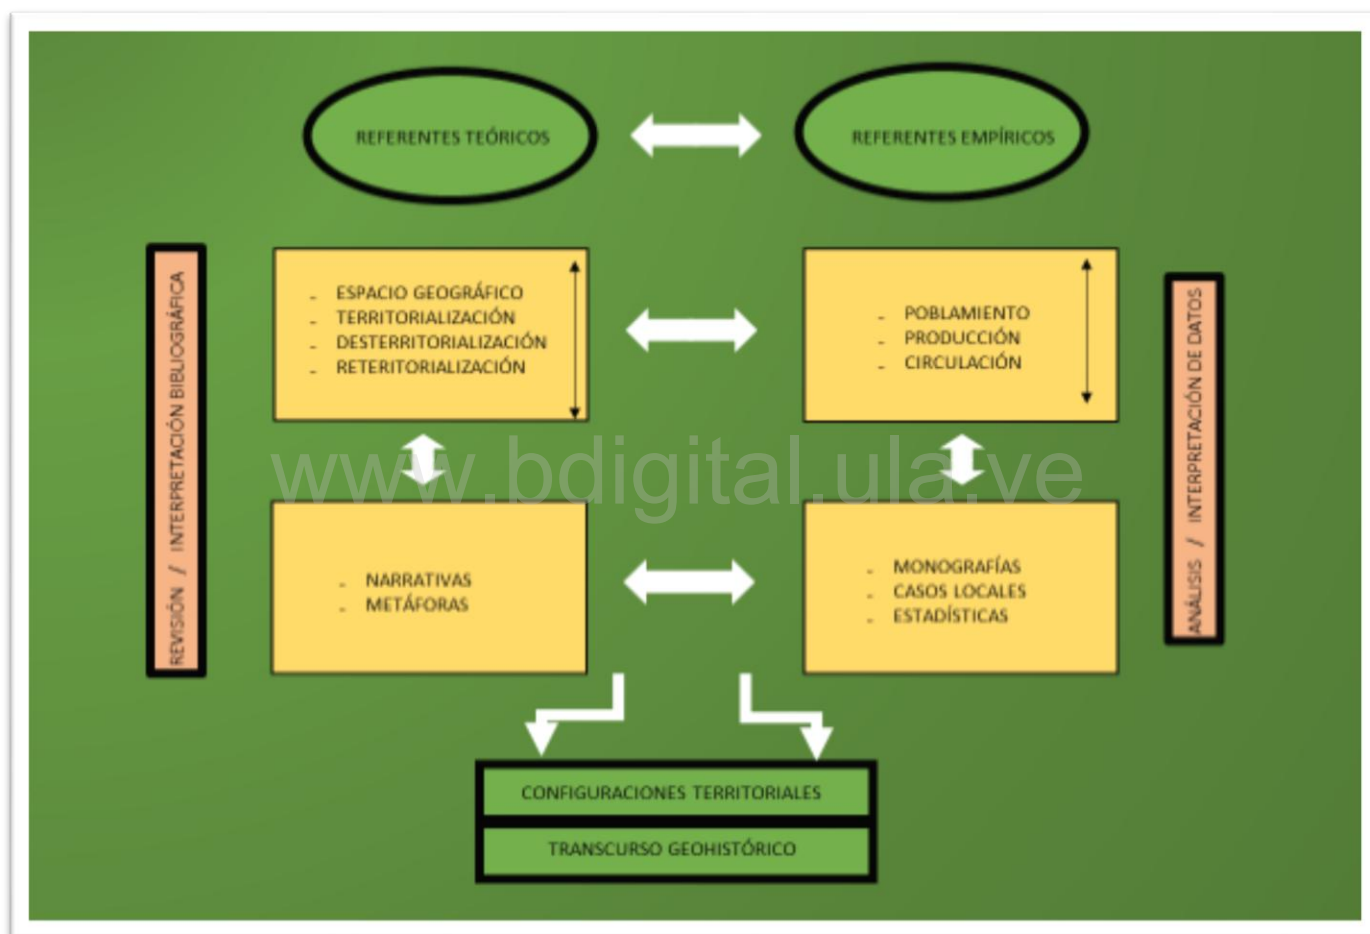 REFERENTES TEÓRICOS
REFERENTES EMPÍRICOS
REVISIÓN / INTERPRETACIÓN BIBLIOGRÁFICA
- ESPACIO GEOGRÁFICO
- TERRITORIALIZACIÓN
- DESTERRITORIALIZACIÓN
- RETERITORIALIZACIÓN
- POBLAMIENTO
- PRODUCCIÓN
- CIRCULACIÓN
ANÁLISIS / INTERPRETACIÓN DE DATOS
www.bdigital.ula.ve
- NARRATIVAS
- METÁFORAS
- MONOGRAFÍAS
- CASOS LOCALES
- ESTADÍSTICAS
CONFIGURACIONES TERRITORIALES
TRANSCURSO GEOHISTÓRICO